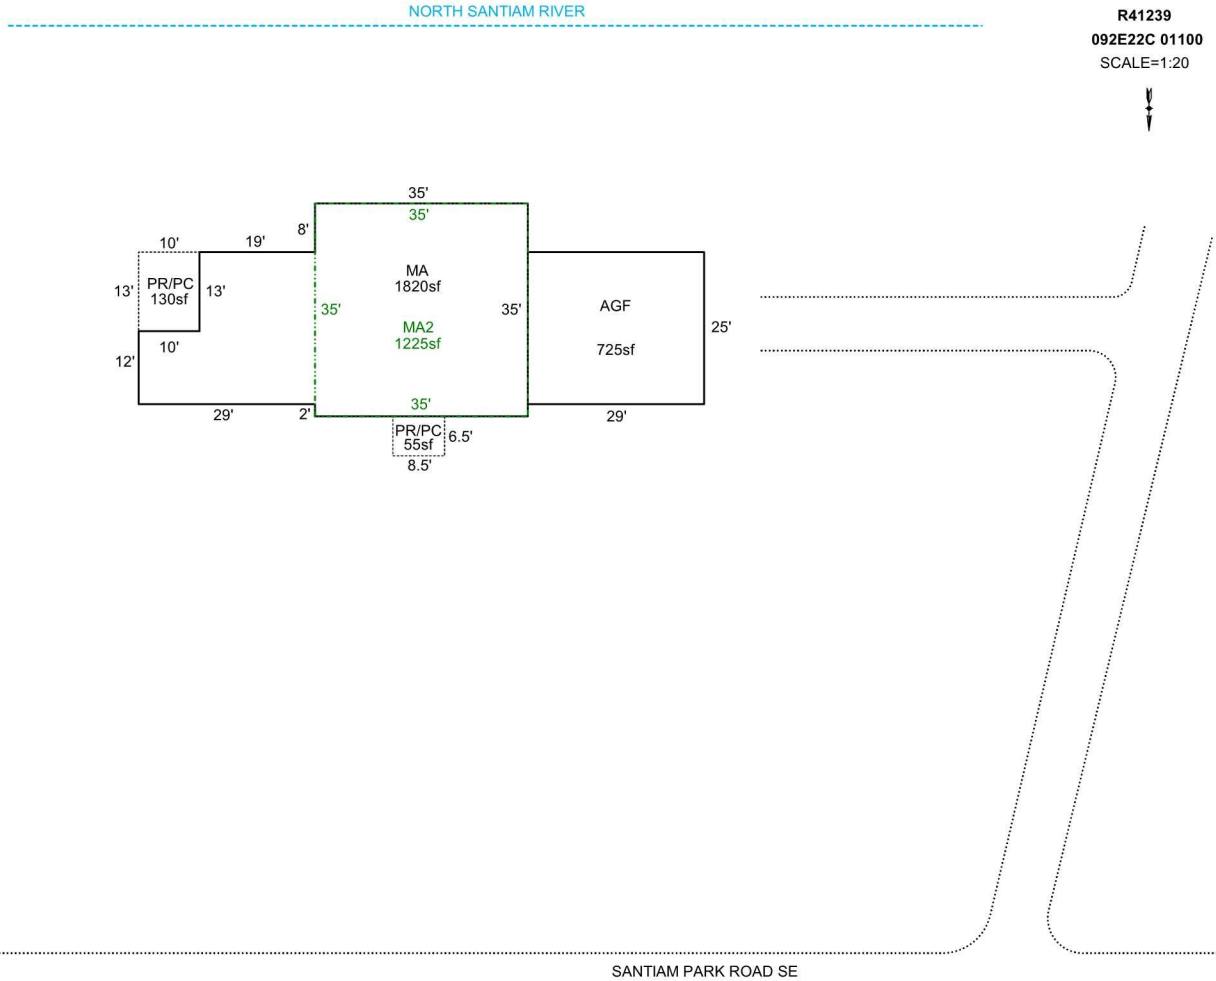 NORTH SANTIAM RIVER
R41239
092E22C 01100
SCALE=1:20
N
35'
35'
8'
10'
19'
MA
1820sf
PR/PC
130sf
13'
13'
35'
35'
MA2
1225sf
AGF
725sf
25'
10'
12'
35'
29'
2'
29'
PR/PC
55sf
6.5'
8.5'
SANTIAM PARK ROAD SE